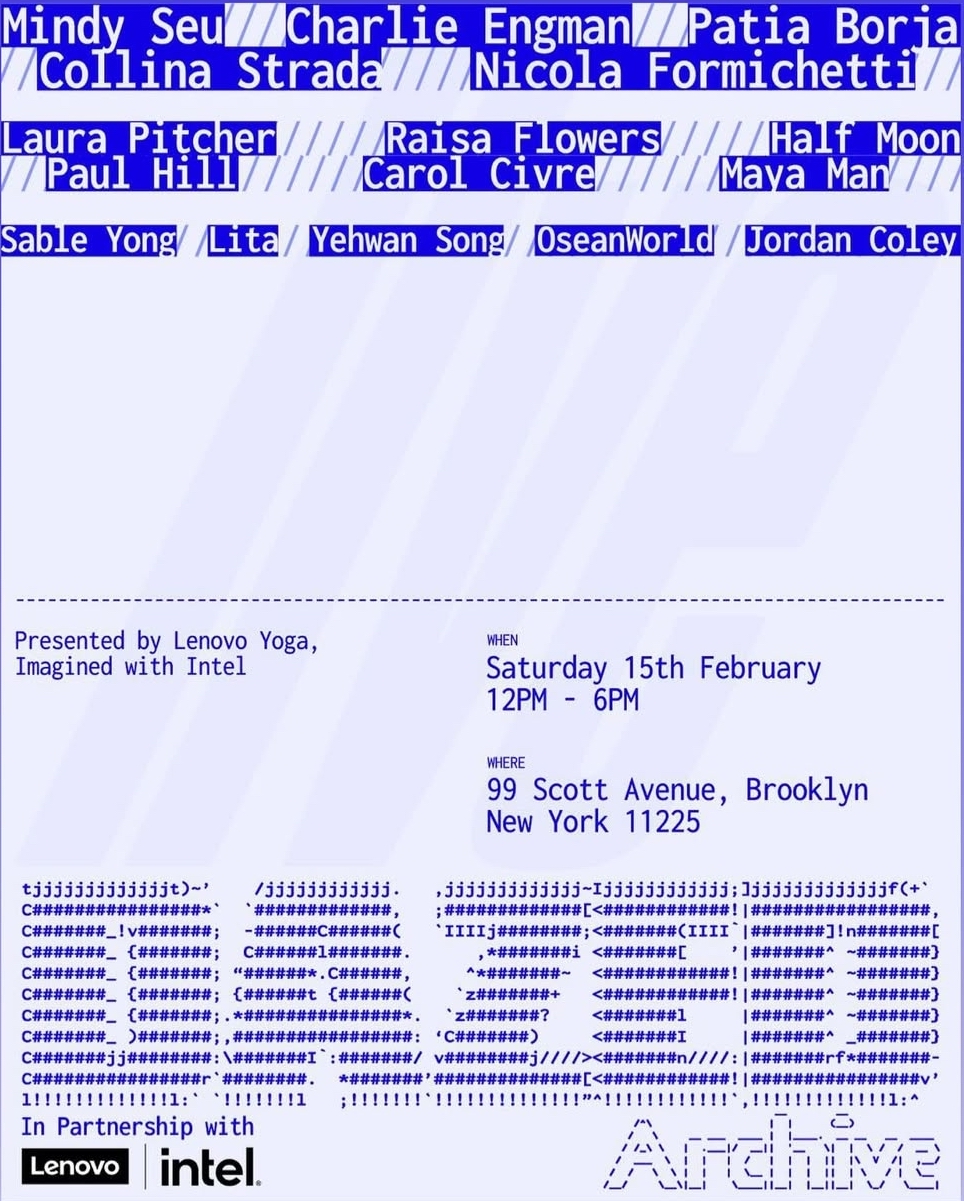 Mindy Seu///Charlie Engman///Patia Borja
//Collina Strada////Nicola Formichetti//
Laura Pitcher/////Raisa Flowers/////Half Moon
//Paul Hill//////Carol Civre//////Maya Man////
Sable Yong/ /Lita/ /Yehwan Song/ /OseanWorld /Jordan Coley
Presented by Lenovo Yoga,
Imagined with Intel
WHEN
Saturday 15th February
12PM - 6PM
WHERE
99 Scott Avenue, Brooklyn
New York 11225
DAZED
In Partnership with
Lenovo
intel.
Archive